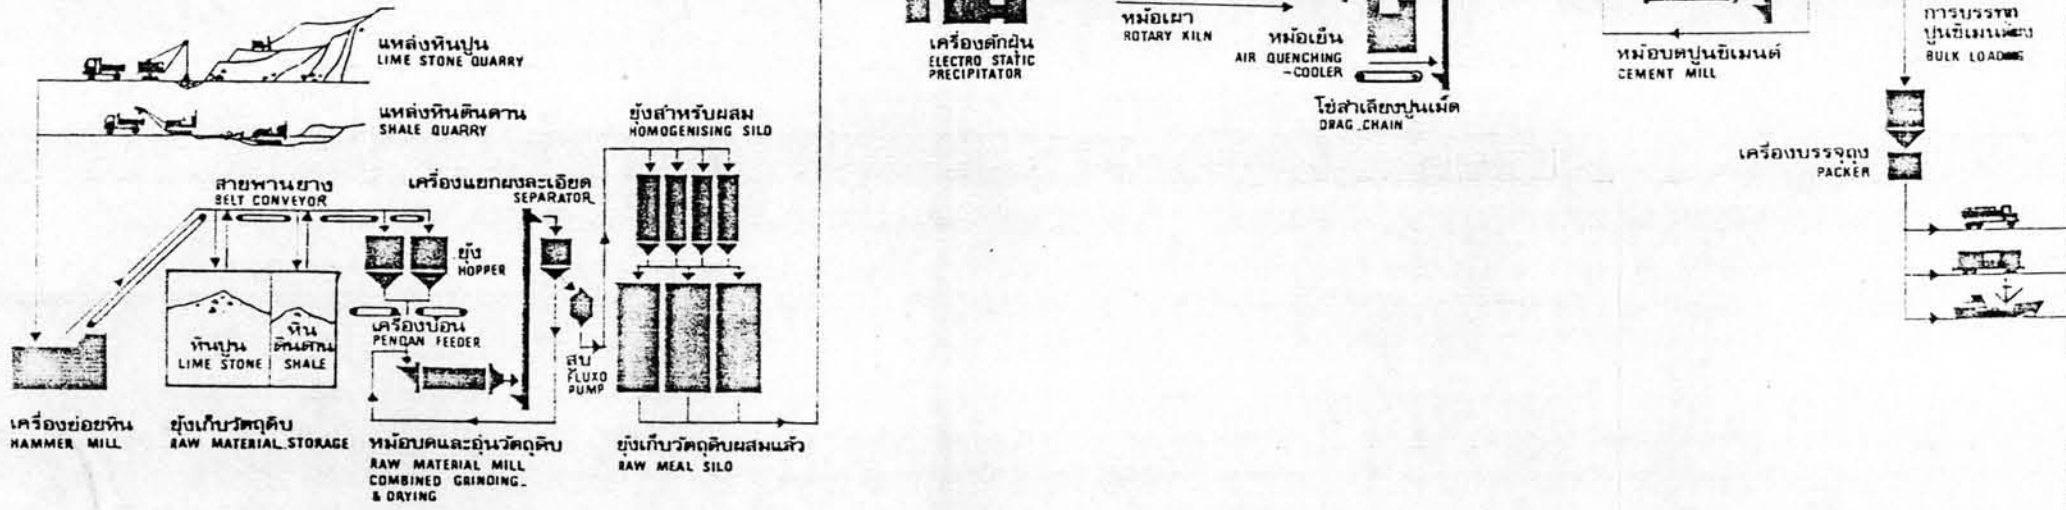 แหล่งหินปูน
LIME STONE QUARRY
แหล่งหินดินดาน
SHALE QUARRY
สายพานยาง
BELT CONVEYOR
เครื่องแยกผงละเอียด
SEPARATOR
ยุ้งสำหรับผสม
HOMOGENISING SILO
ยุ้ง
HOPPER
หินปูน
LIME STONE
หิน
ดินดาน
SHALE
เครื่องป้อน
FEEDER
สูบ
FLUXO
PUMP
เครื่องย่อยหิน
HAMMER MILL
ยุ้งเก็บวัตถุดิบ
RAW MATERIAL STORAGE
หม้อบดและอุ่นวัตถุดิบ
RAW MATERIAL MILL
COMBINED GRINDING
& DRYING
ยุ้งเก็บวัตถุดิบผสมแล้ว
RAW MEAL SILO
เครื่องดักฝุ่น
ELECTRO STATIC
PRECIPITATOR
หม้อเผา
ROTARY KILN
หม้อเย็น
AIR QUENCHING
-COOLER
โซ่ลำเลียงปูนเม็ด
DRAG CHAIN
หม้อบดปูนซิเมนต์
CEMENT MILL
การบรรทุก
ปูนซิเมนต์ผง
BULK LOADING
เครื่องบรรจุถุง
PACKER